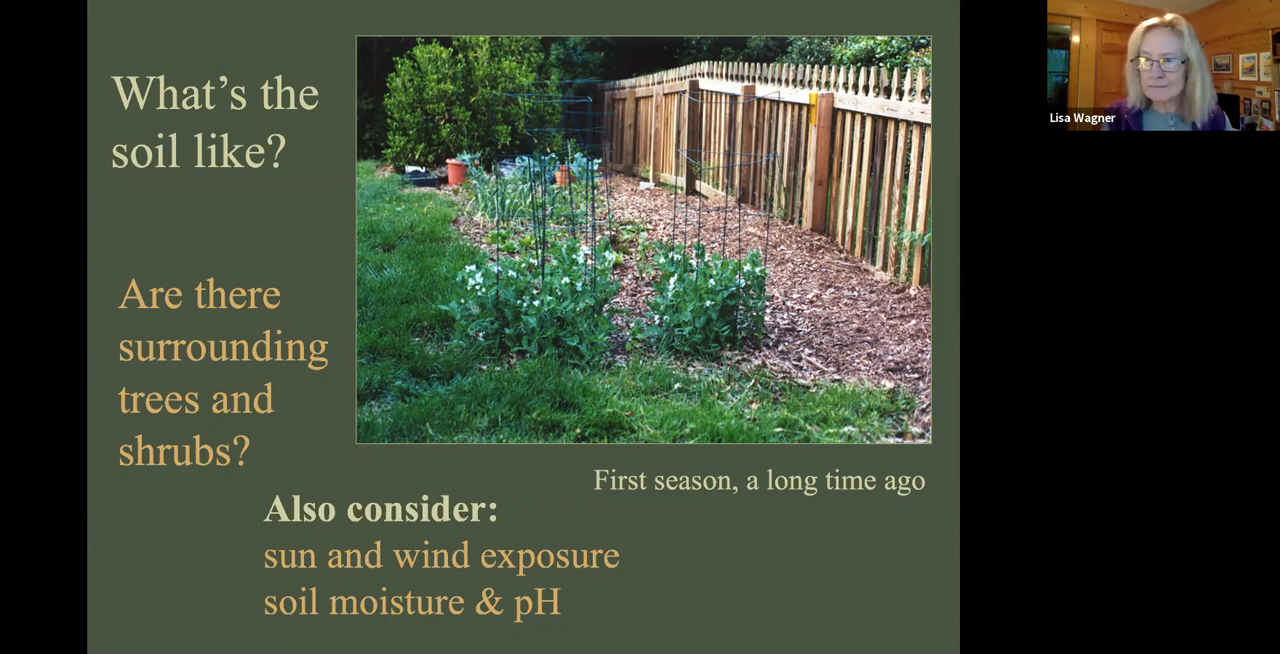 What's the
soil like?
Are there
surrounding
trees and
shrubs?
First season, a long time ago
Also consider:
sun and wind exposure
soil moisture & pH
Lisa Wagner